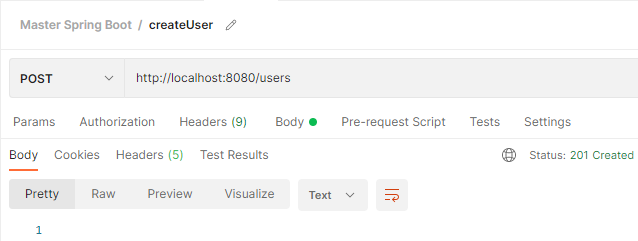 Master Spring Boot / createUser
POST http://localhost:8080/users
Params Authorization Headers (9) Body Pre-request Script Tests Settings
Body Cookies Headers (5) Test Results Status: 201 Created
Pretty Raw Preview Visualize Text
1